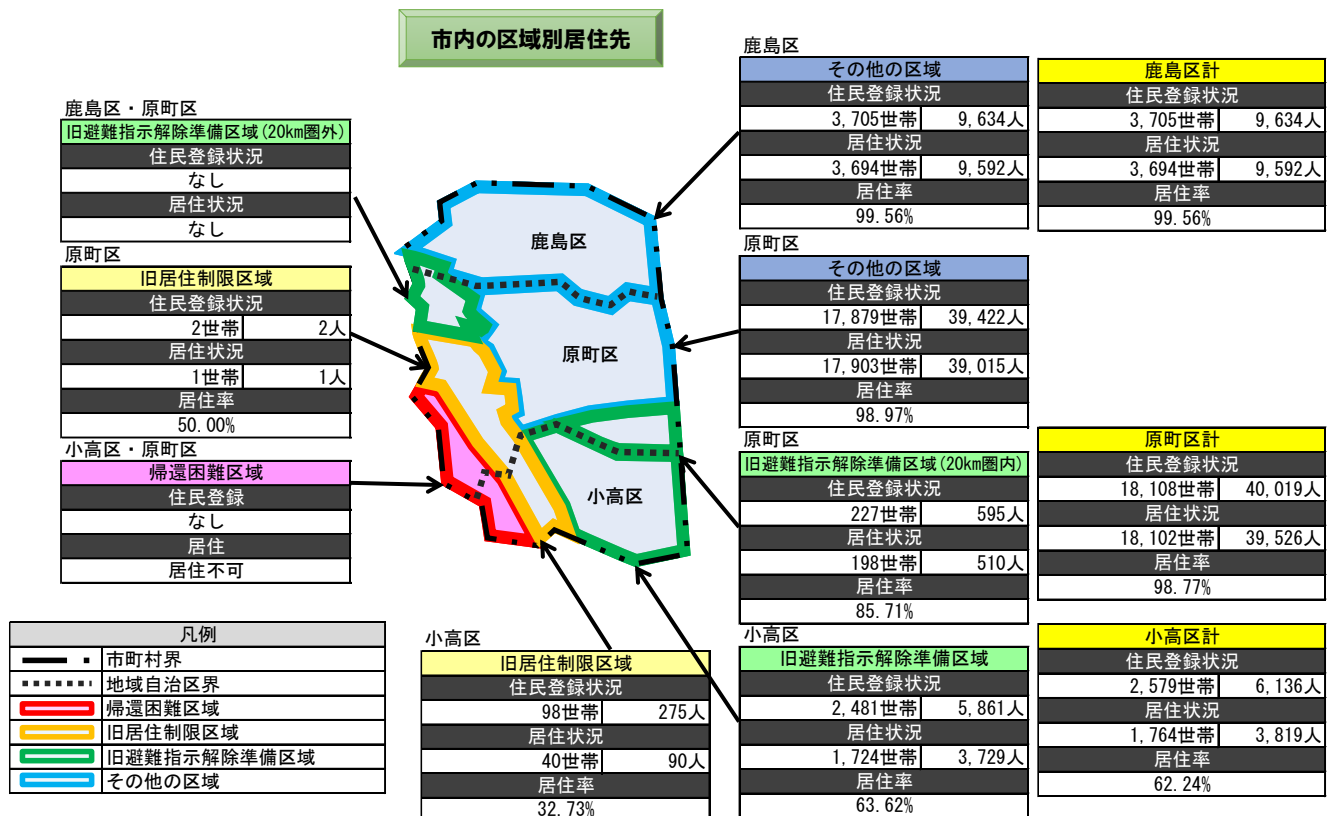 市内の区域別居住先
鹿島区・原町区
旧避難指示解除準備区域(20km圏外)
住民登録状況
なし
居住状況
なし
原町区
旧居住制限区域
住民登録状況
2世帯 2人
居住状況
1世帯 1人
居住率
50.00%
小高区・原町区
帰還困難区域
住民登録
なし
居住
居住不可
鹿島区
原町区
小高区
鹿島区
その他の区域
住民登録状況
3,705世帯 9,634人
居住状況
3,694世帯 9,592人
居住率
99.56%
鹿島区計
住民登録状況
3,705世帯 9,634人
居住状況
3,694世帯 9,592人
居住率
99.56%
原町区
その他の区域
住民登録状況
17,879世帯 39,422人
居住状況
17,903世帯 39,015人
居住率
98.97%
原町区
旧避難指示解除準備区域(20km圏内)
住民登録状況
227世帯 595人
居住状況
198世帯 510人
居住率
85.71%
原町区計
住民登録状況
18,108世帯 40,019人
居住状況
18,102世帯 39,526人
居住率
98.77%
凡例
市町村界
地域自治区界
帰還困難区域
旧居住制限区域
旧避難指示解除準備区域
その他の区域
小高区
旧居住制限区域
住民登録状況
98世帯 275人
居住状況
40世帯 90人
居住率
32.73%
小高区
旧避難指示解除準備区域
住民登録状況
2,481世帯 5,861人
居住状況
1,724世帯 3,729人
居住率
63.62%
小高区計
住民登録状況
2,579世帯 6,136人
居住状況
1,764世帯 3,819人
居住率
62.24%